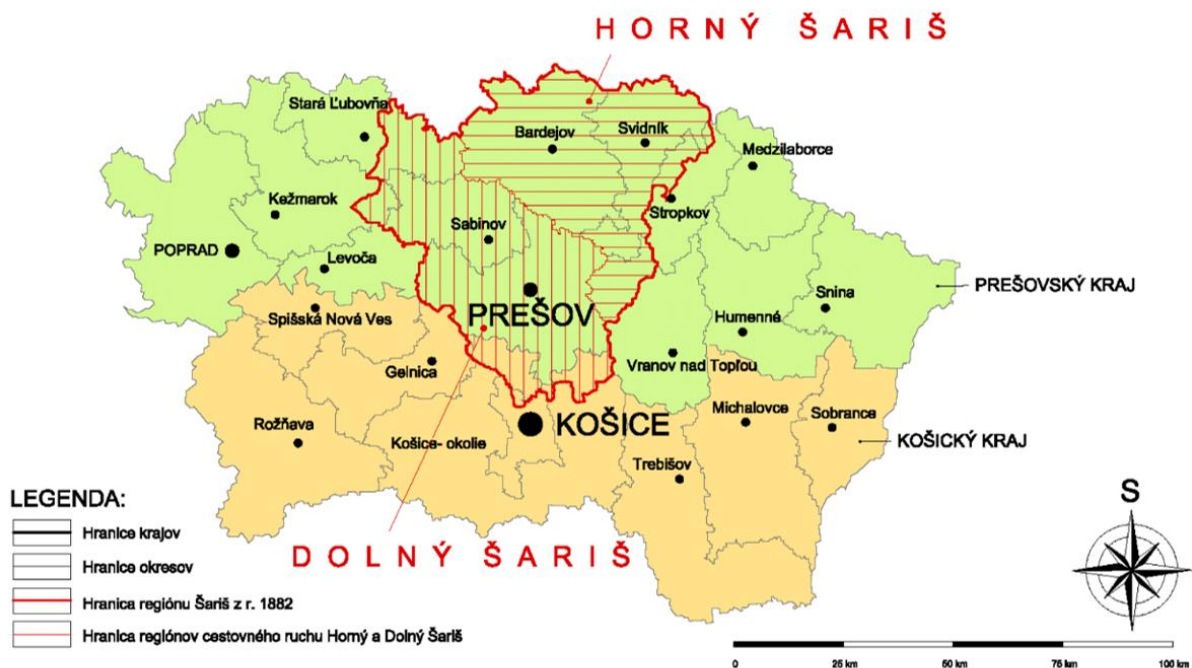 HORNÝ ŠARIŠ
Stará Ľubovňa
Bardejov
Svidník
Medzilaborce
Kežmarok
Stropkov
Sabinov
POPRAD
Levoča
PREŠOV
Snina
PREŠOVSKÝ KRAJ
Spišská Nová Ves
Humenné
Gelnica
Vranov nad Topľou
Rožňava
KOŠICE
Michalovce
Sobrance
Košice- okolie
KOŠICKÝ KRAJ
Trebišov
DOLNÝ ŠARIŠ
LEGENDA:
Hranice krajov
Hranice okresov
Hranica regiónu Šariš z r. 1882
Hranica regiónov cestovného ruchu Horný a Dolný Šariš
S
0 25 km 50 km 75 km 100 km